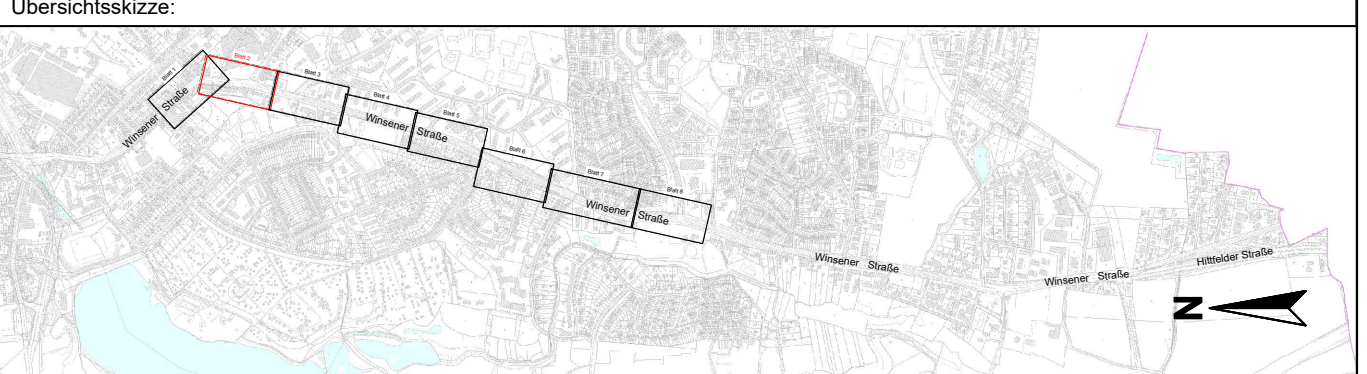 Übersichtsskizze:
Blatt 1
Winsener Straße
Blatt 2
Blatt 3
Blatt 4
Winsener Straße
Blatt 5
Blatt 6
Blatt 7
Winsener Straße
Blatt 8
Winsener Straße
Winsener Straße
Hittfelder Straße
N